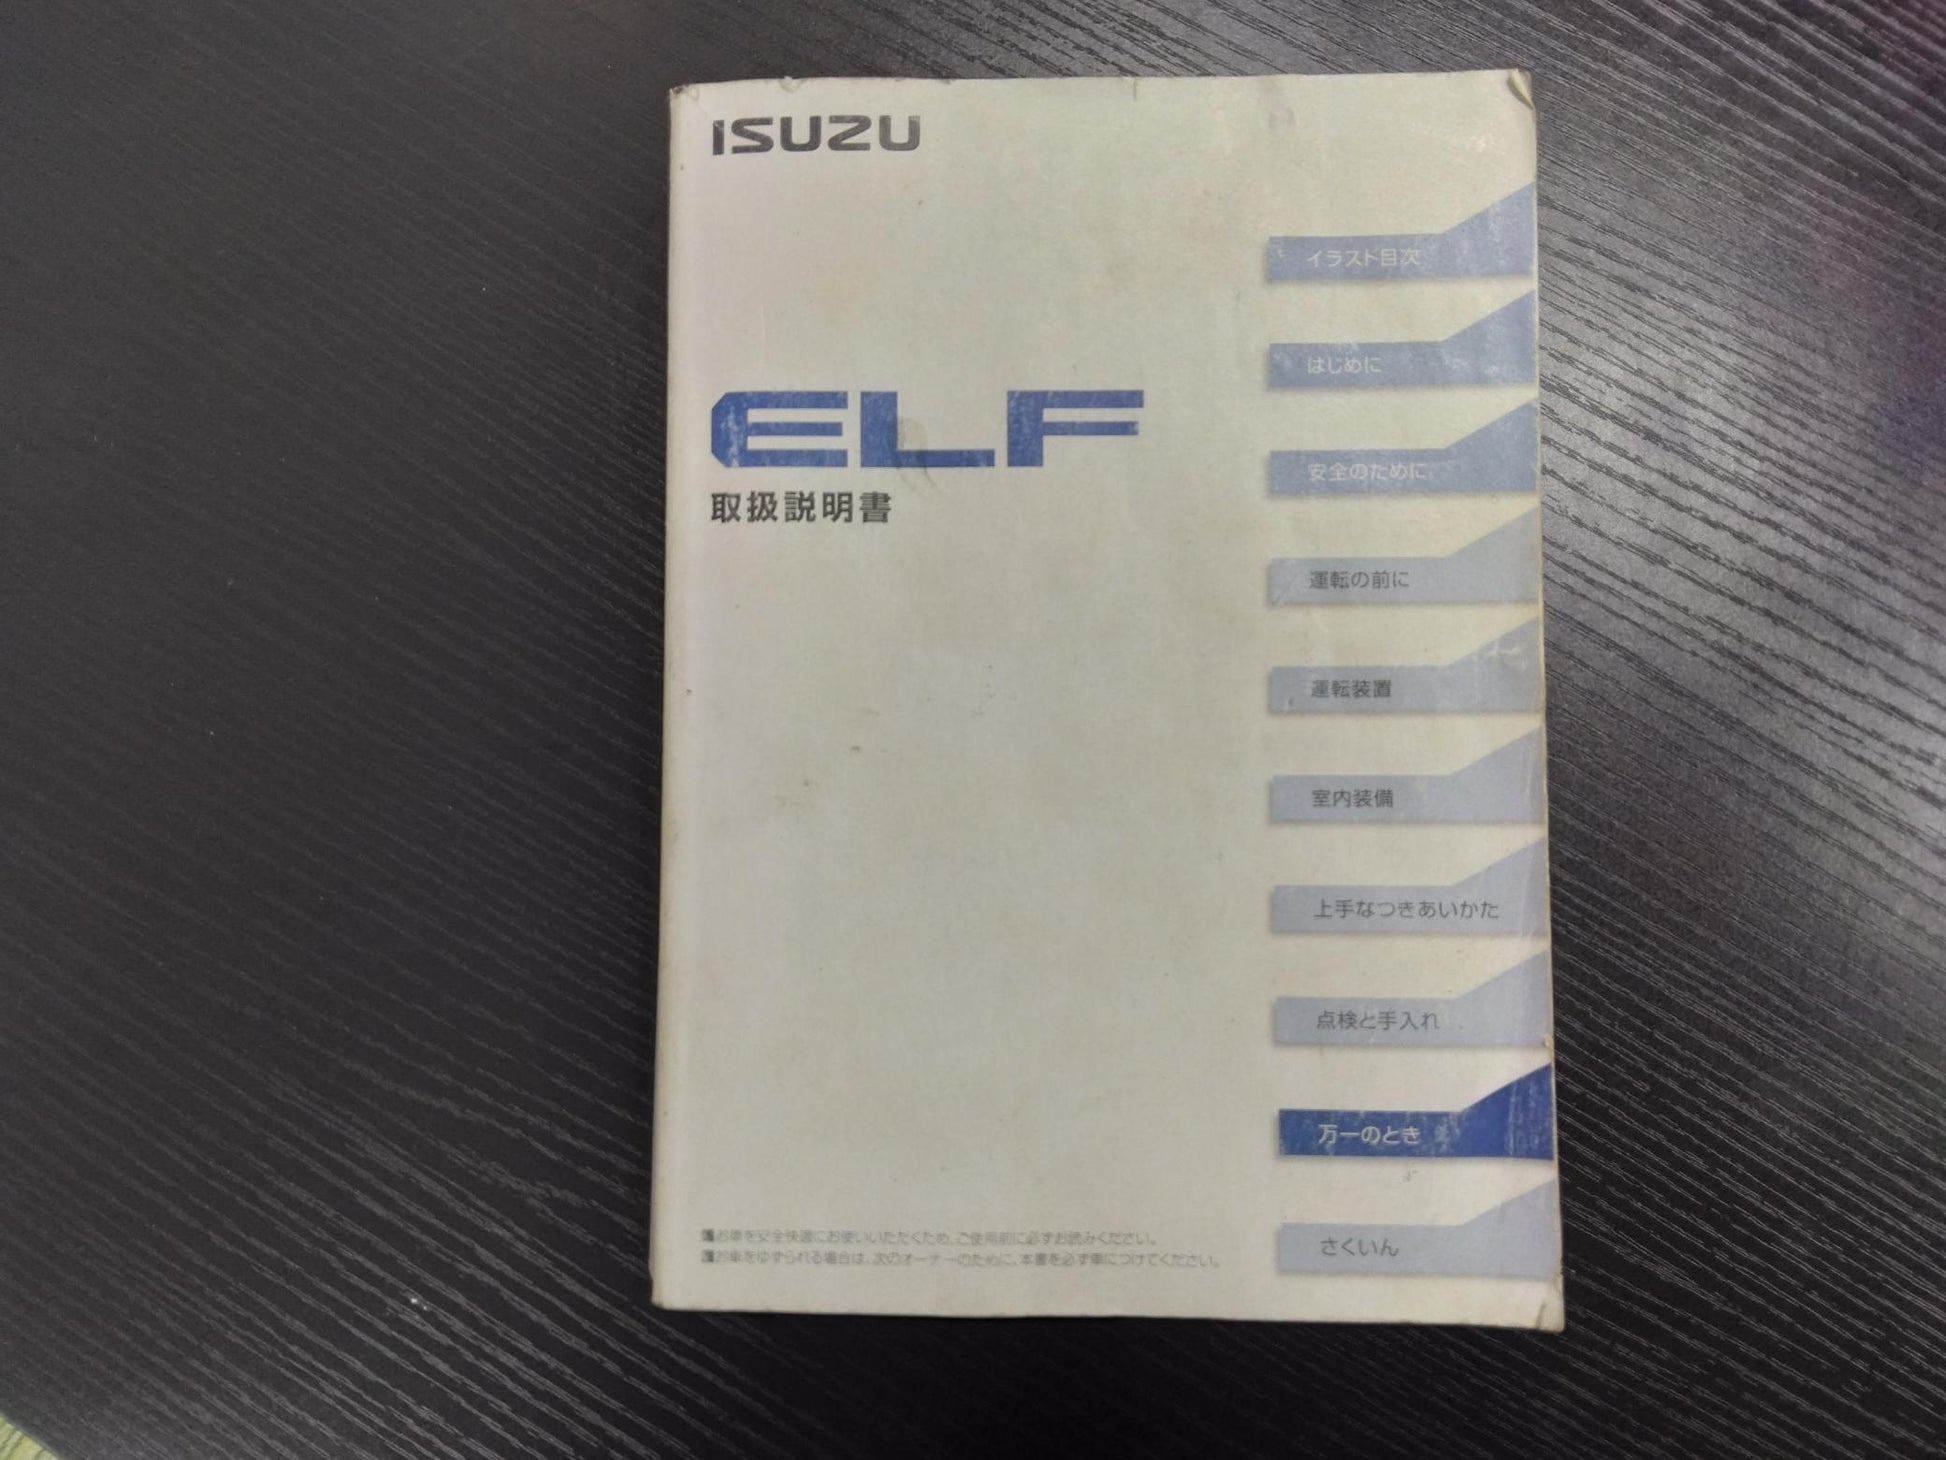 ISUZU
ELF
取扱説明書
イラスト目次
はじめに
安全のために
運転の前に
運転装置
室内装備
上手なつきあいかた
点検と手入れ
万一のとき
さくいん
■お車を安全快適にお使いいただくため、ご使用前に必ずお読みください。
■お車をゆずられる場合は、次のオーナーのために、本書を必ず車につけてください。